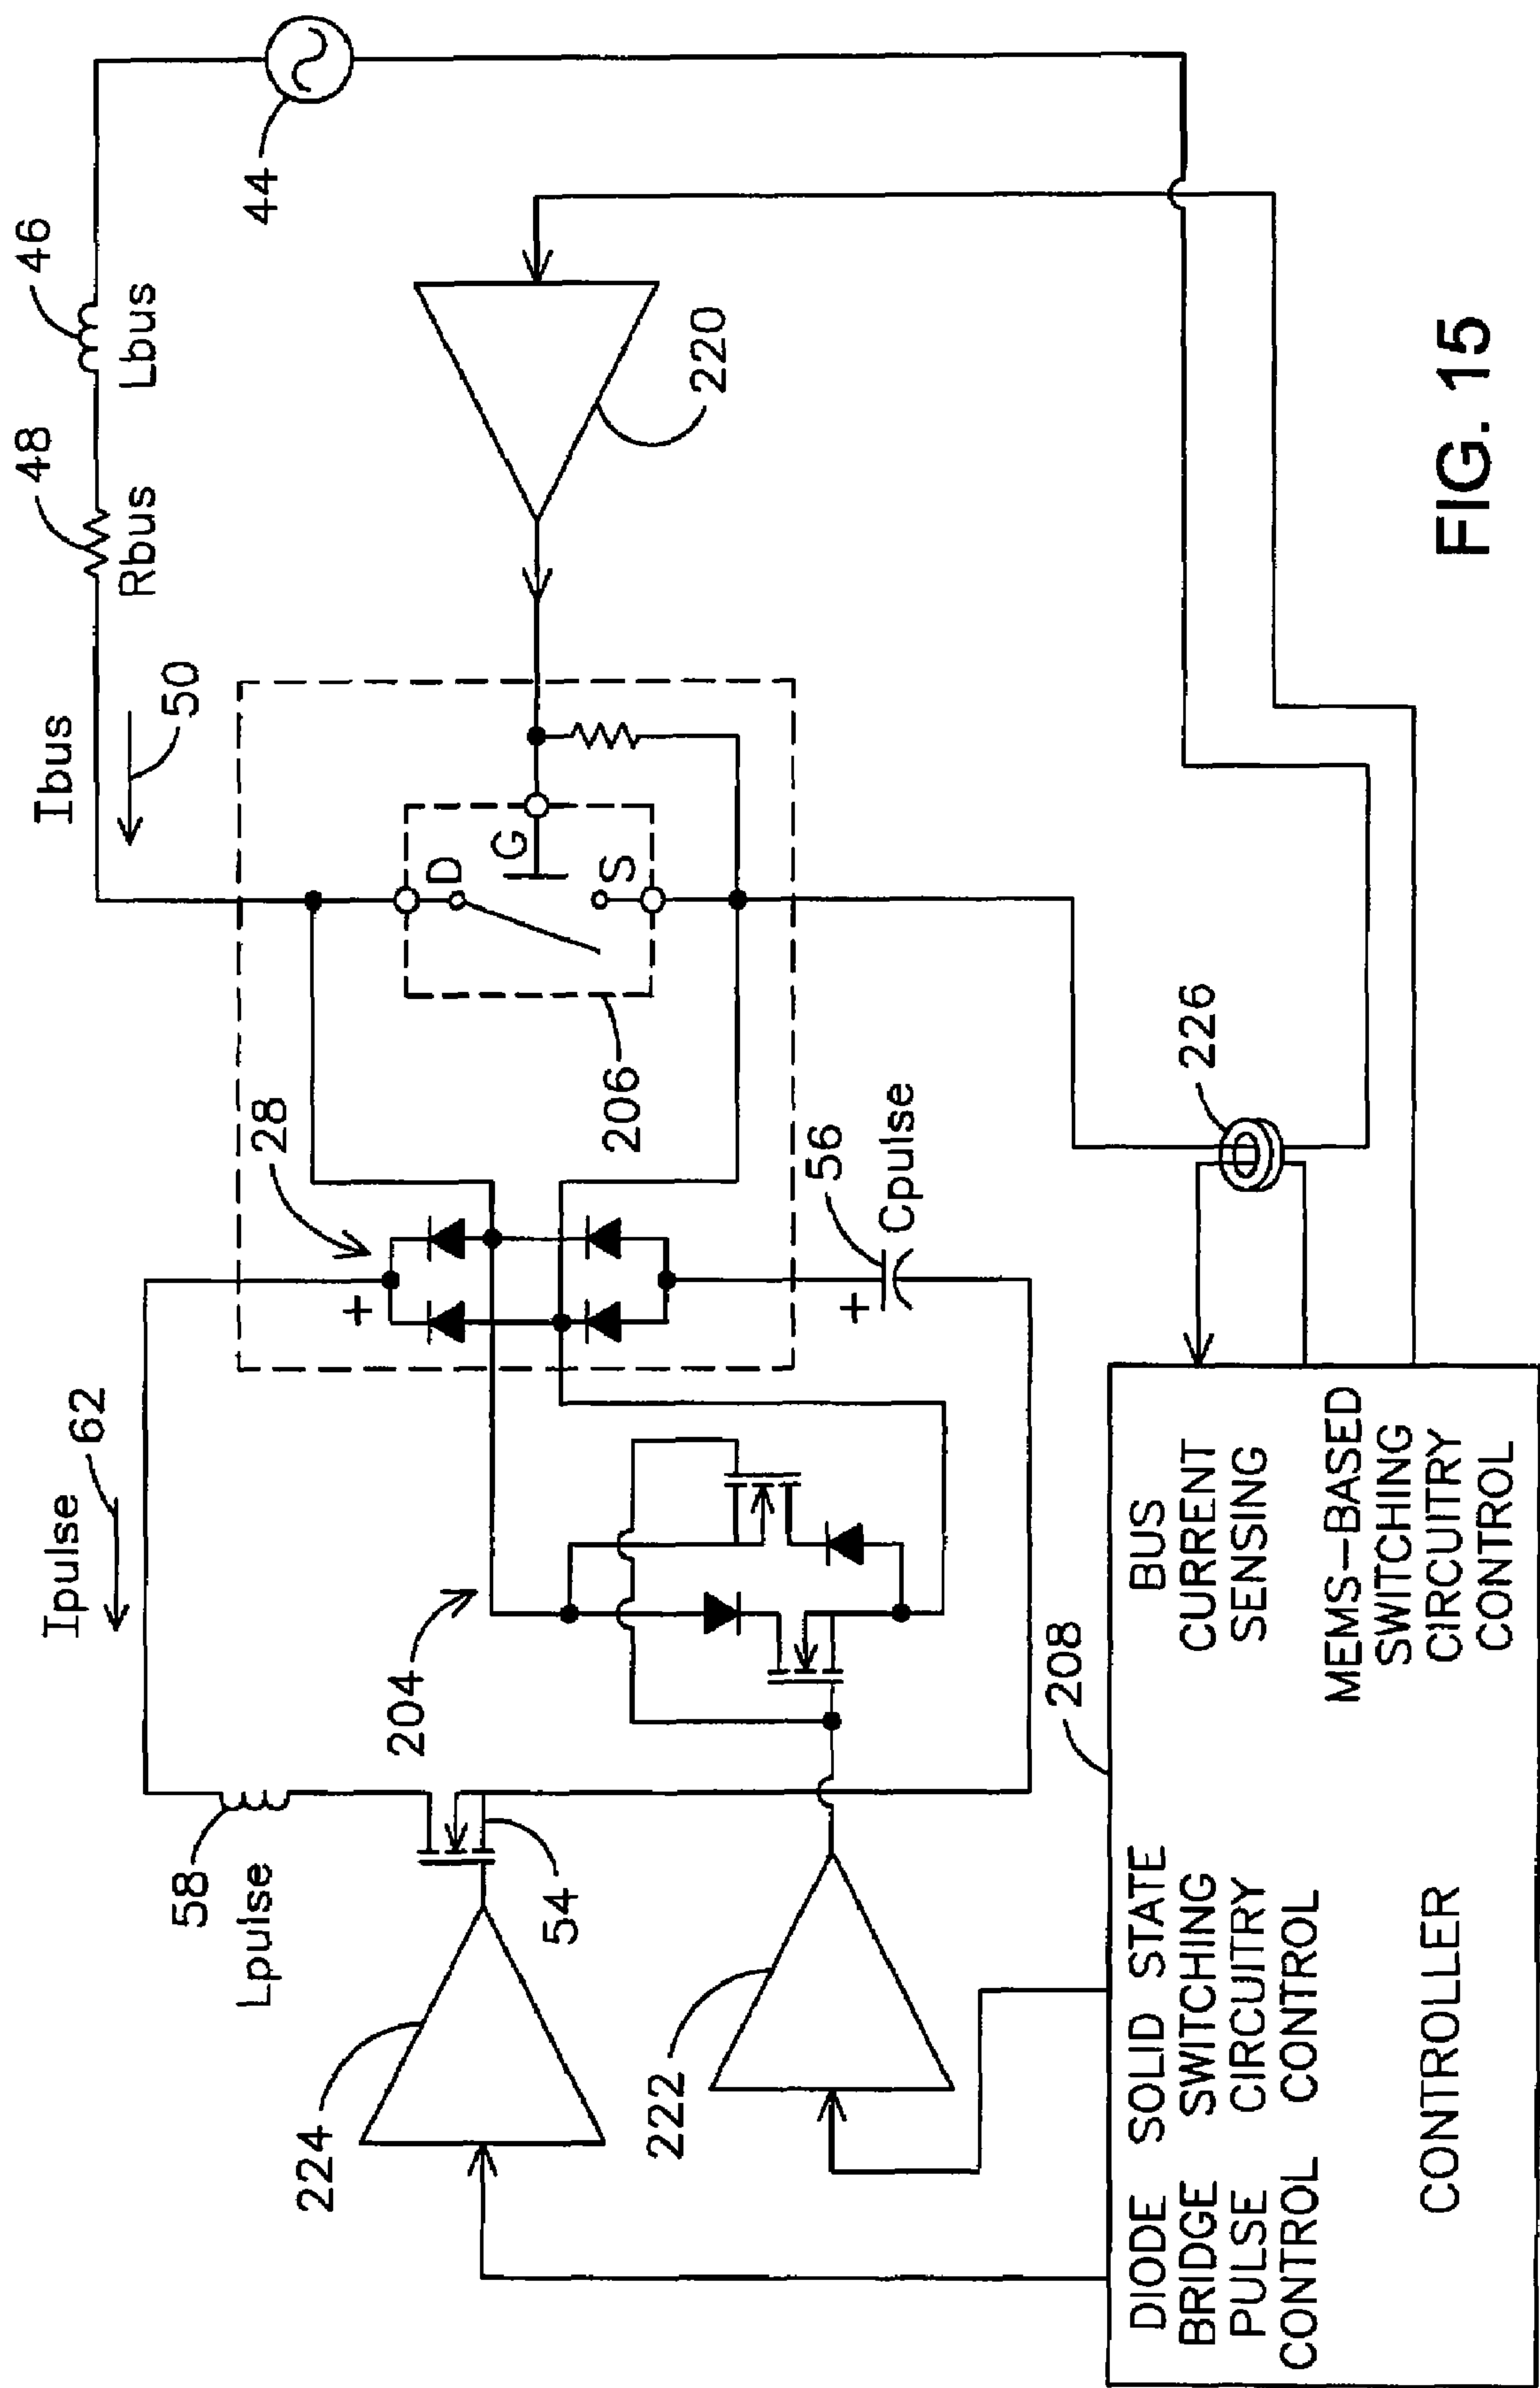 Ipulse
62
58
Lpulse
224
54
222
204
28
+
+
56
Cpulse
206
D
G
S
Ibus
50
48
Rbus
46
Lbus
44
220
226
208
DIODE
BRIDGE
PULSE
CONTROL
SOLID STATE
SWITCHING
CIRCUITRY
CONTROL
BUS
CURRENT
SENSING
MEMS-BASED
SWITCHING
CIRCUITRY
CONTROL
CONTROLLER
FIG. 15